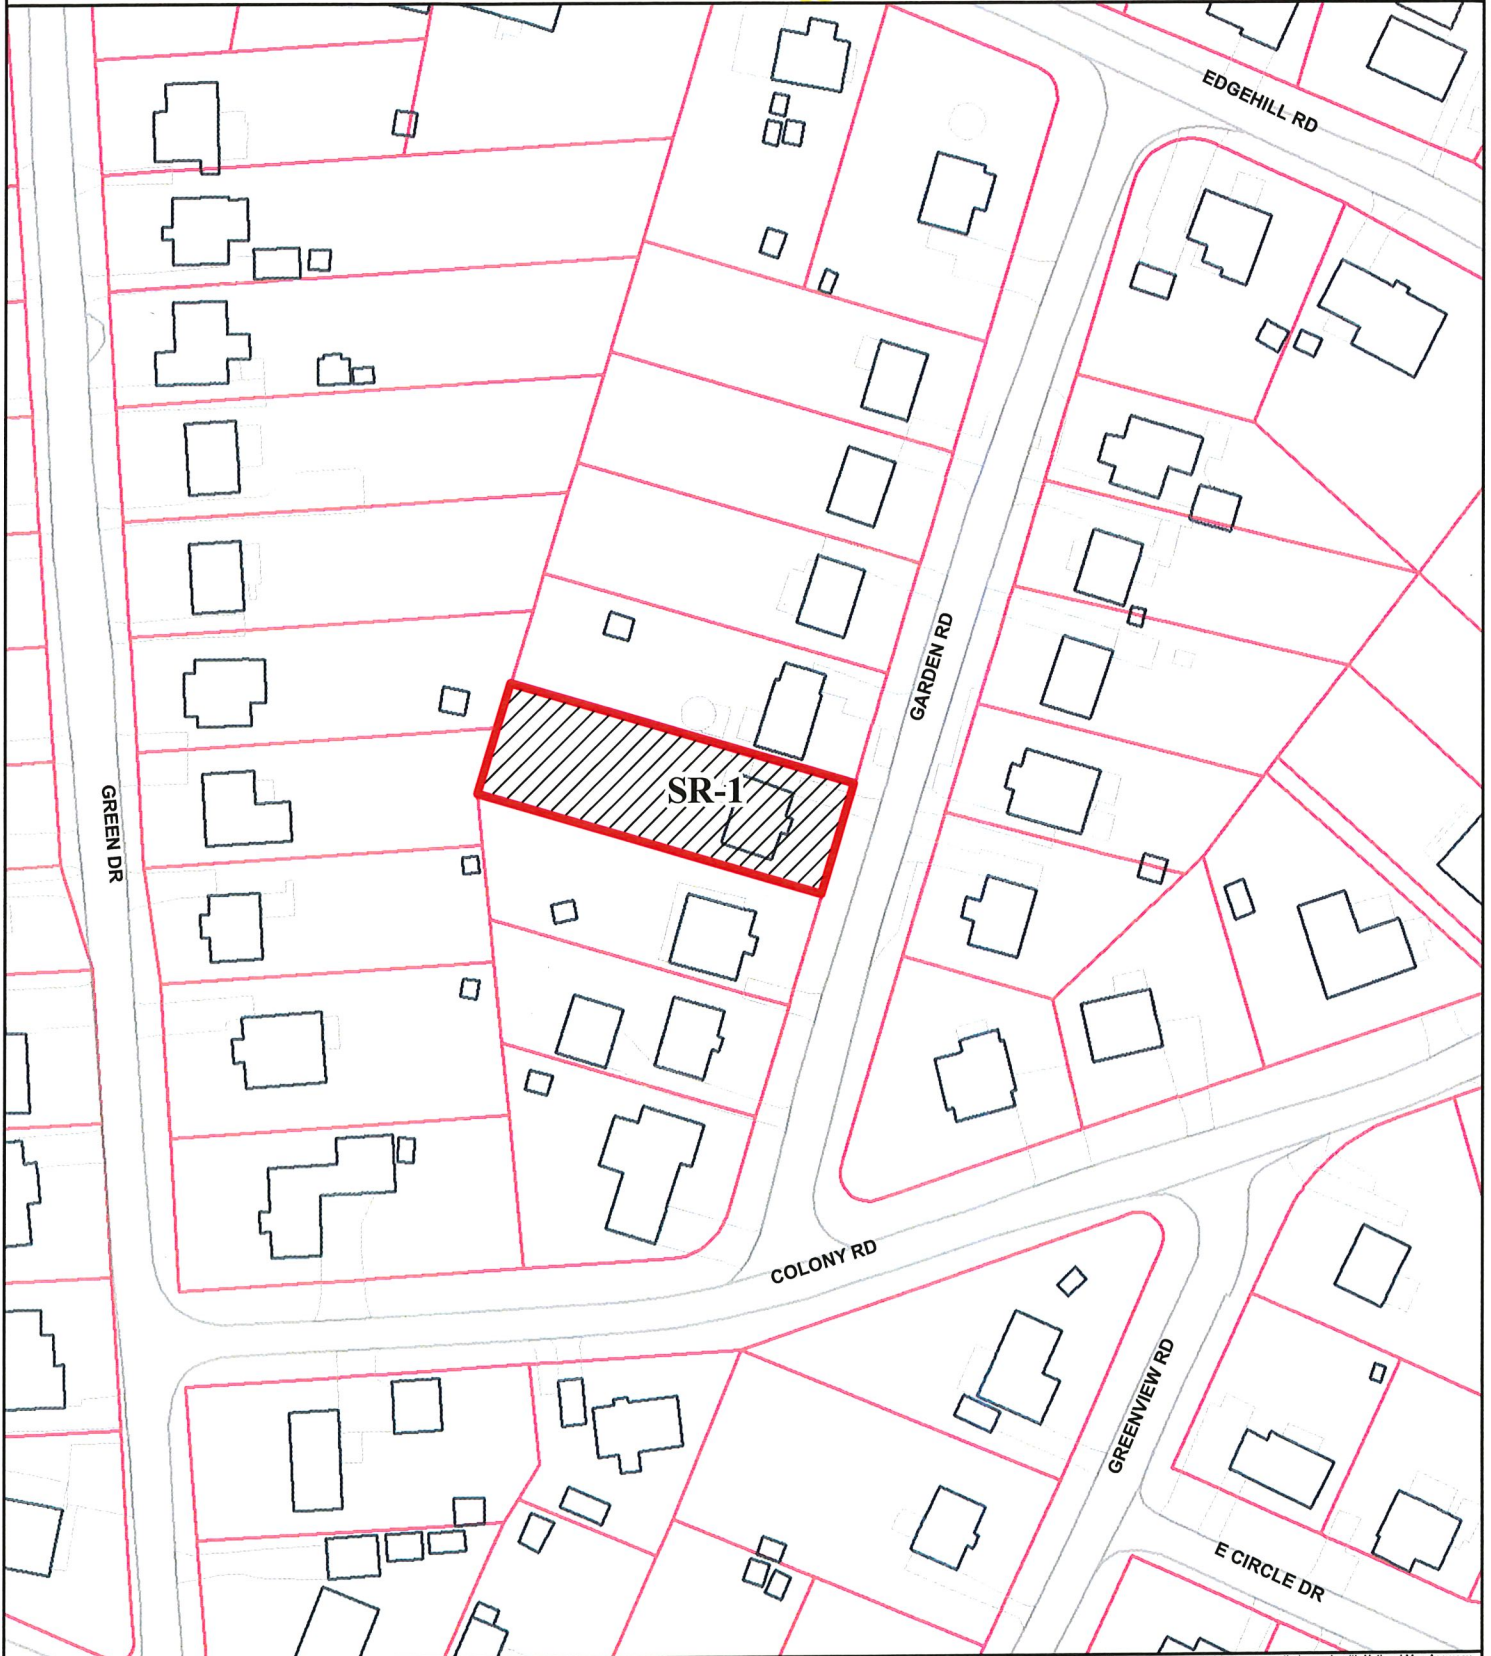 EDGEHILL RD
GARDEN RD
SR-1
GREEN DR
COLONY RD
GREENVIEW RD
E CIRCLE DR